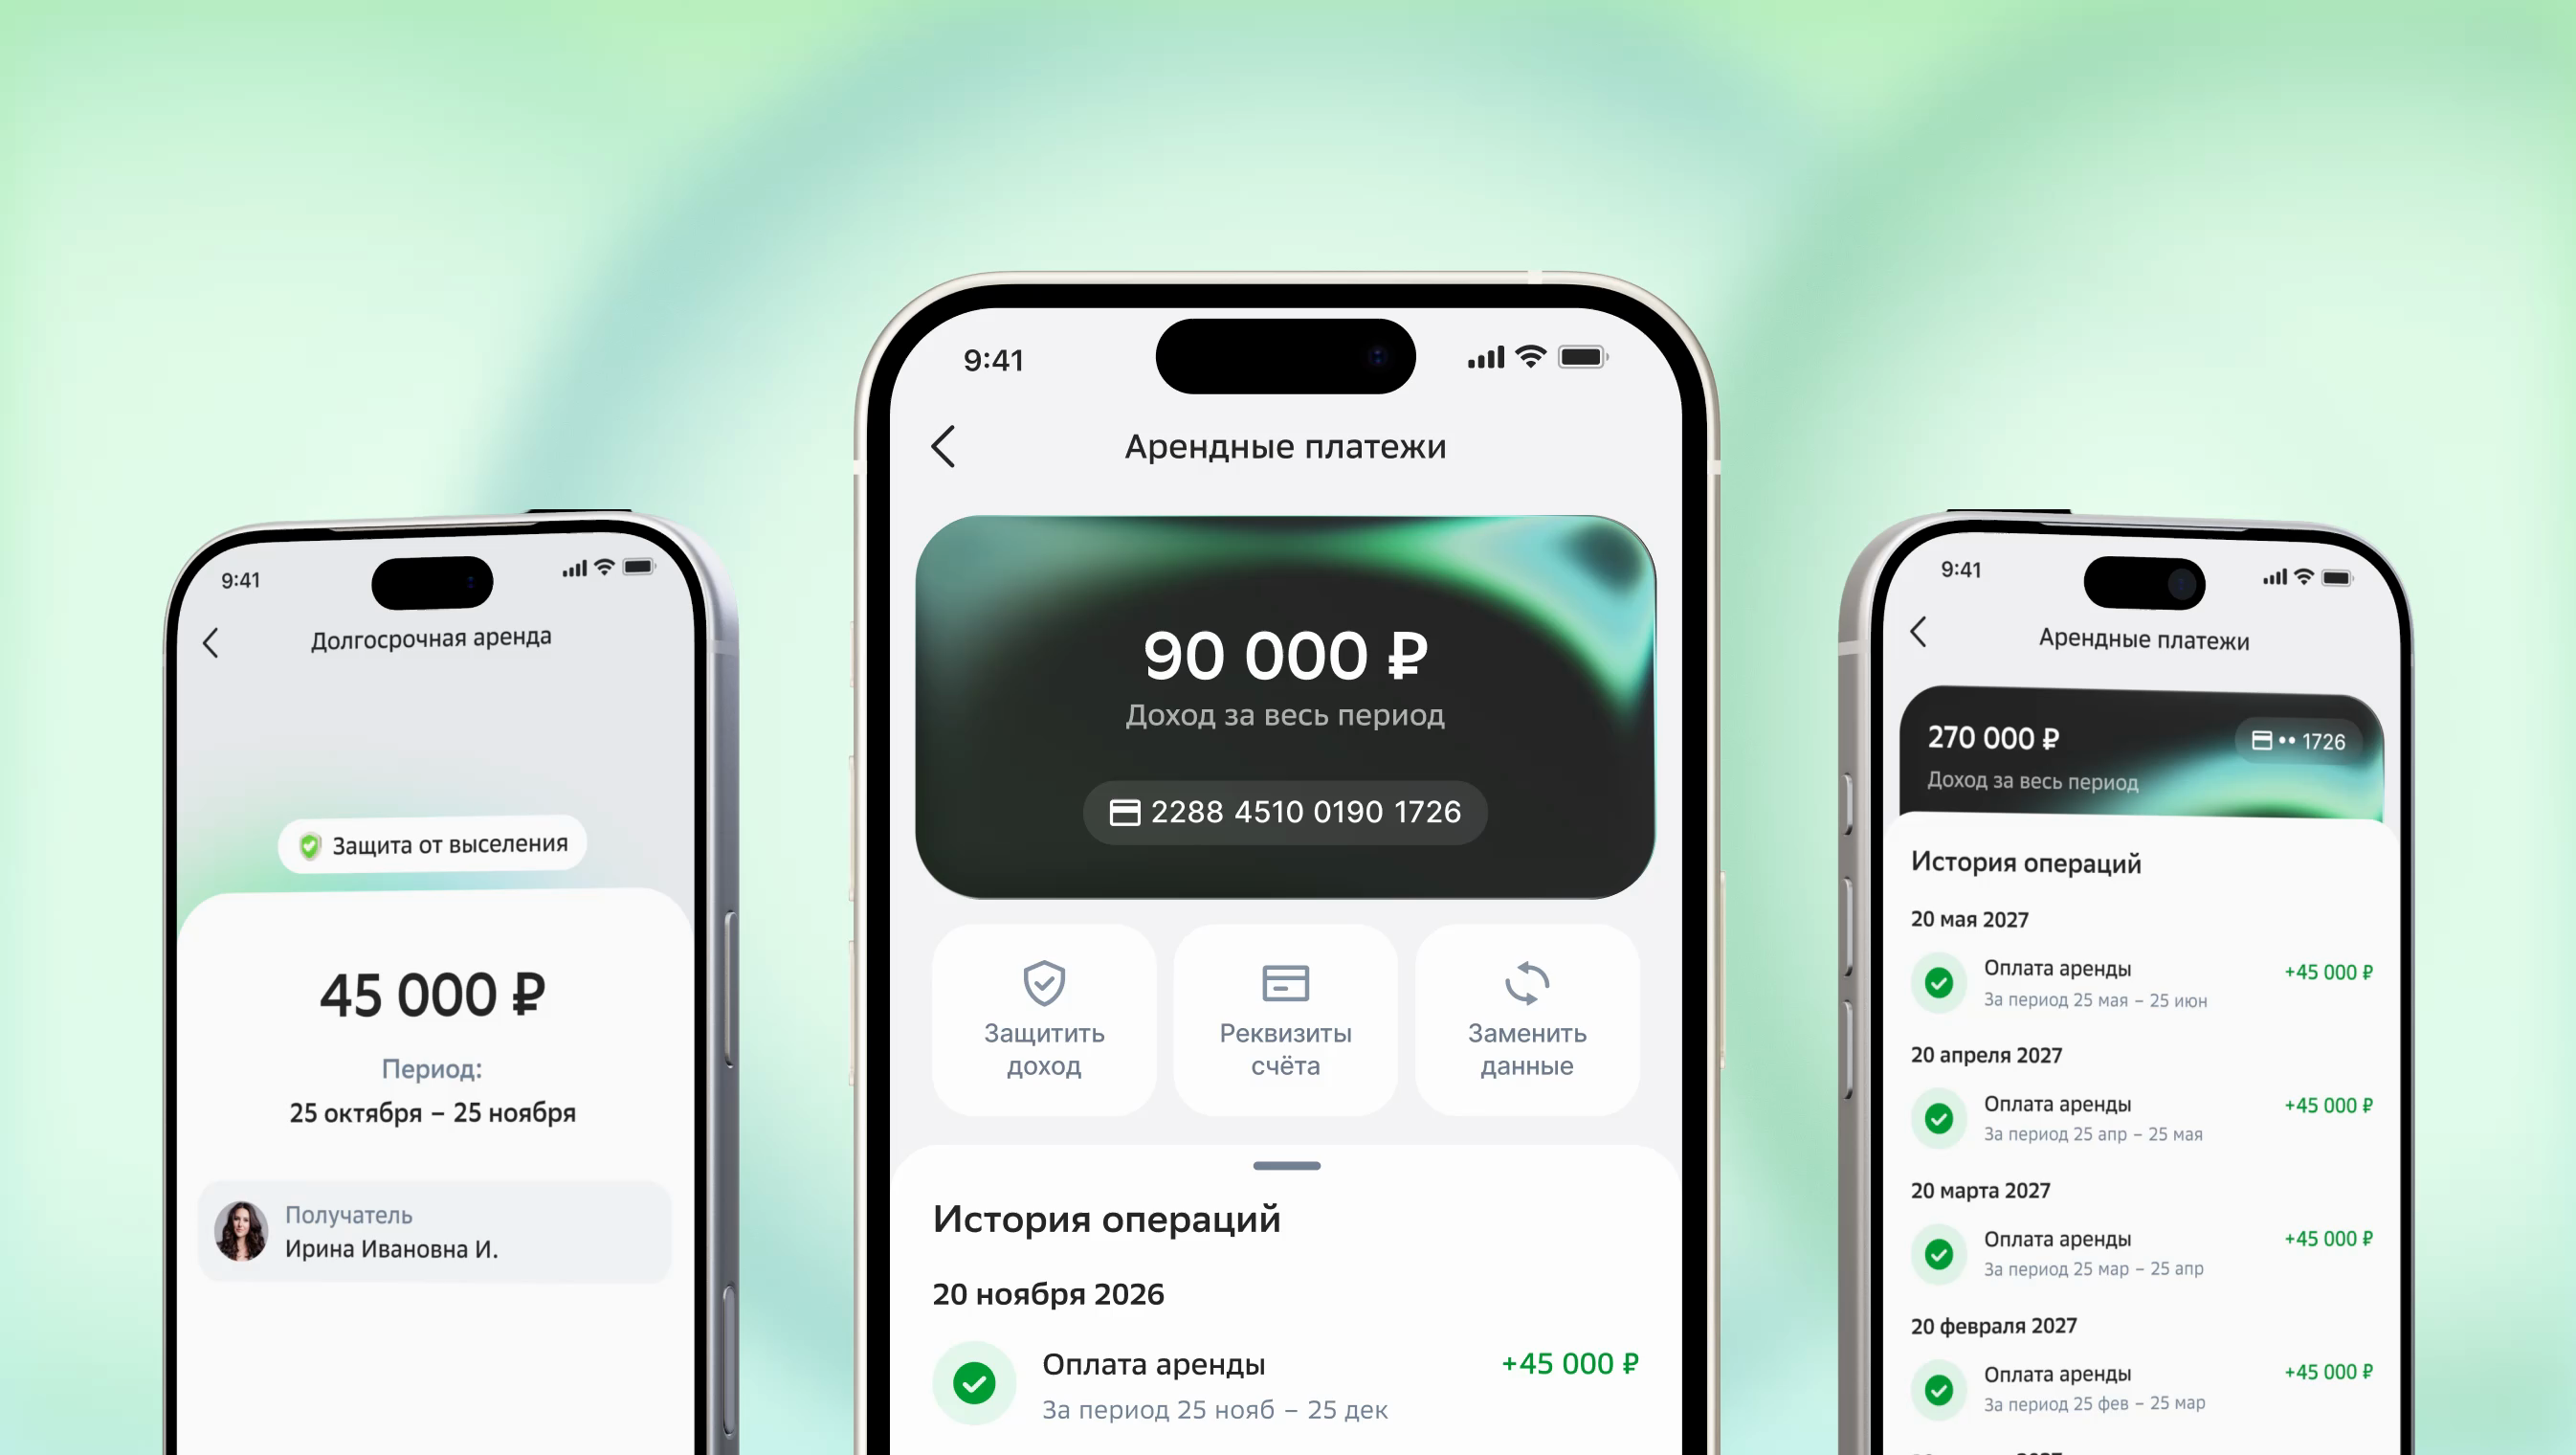 9:41
Долгосрочная аренда
Защита от выселения
45 000 ₽
Период:
25 октября – 25 ноября
Получатель
Ирина Ивановна И.
9:41
Арендные платежи
90 000 ₽
Доход за весь период
2288 4510 0190 1726
Защитить доход
Реквизиты счёта
Заменить данные
История операций
20 ноября 2026
Оплата аренды +45 000 ₽
За период 25 нояб – 25 дек
9:41
Арендные платежи
270 000 ₽ •• 1726
Доход за весь период
История операций
20 мая 2027
Оплата аренды +45 000 ₽
За период 25 мая – 25 июн
20 апреля 2027
Оплата аренды +45 000 ₽
За период 25 апр – 25 мая
20 марта 2027
Оплата аренды +45 000 ₽
За период 25 мар – 25 апр
20 февраля 2027
Оплата аренды +45 000 ₽
За период 25 фев – 25 мар